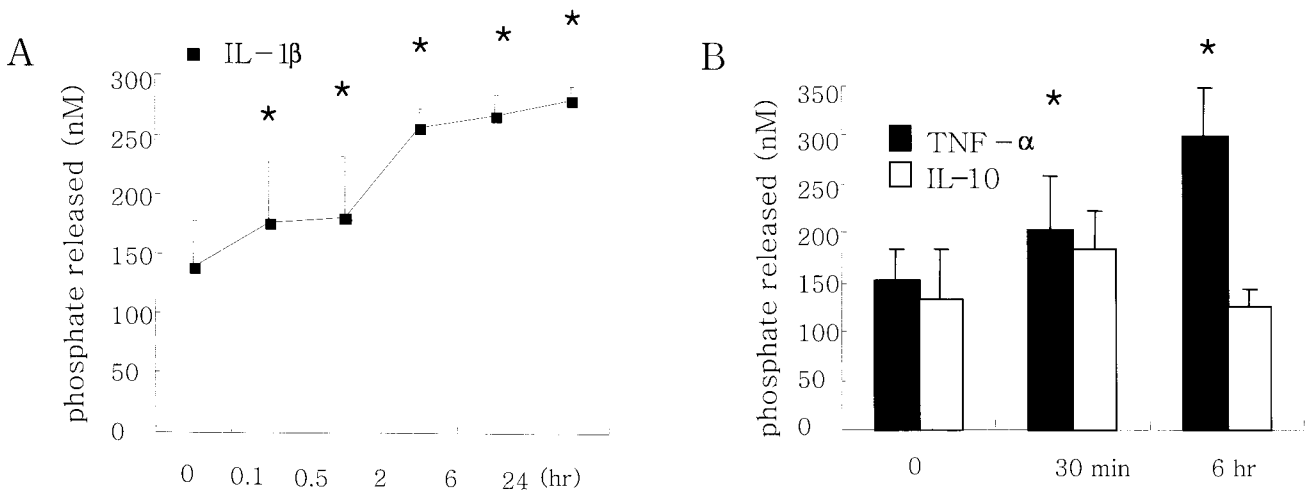 A
IL-1β
phosphate released (nM)
300
250
200
150
100
50
0
0 0.1 0.5 2 6 24 (hr)
* * * * *
B
TNF-α
IL-10
phosphate released (nM)
350
300
250
200
150
100
50
0
0 30 min 6 hr
* *